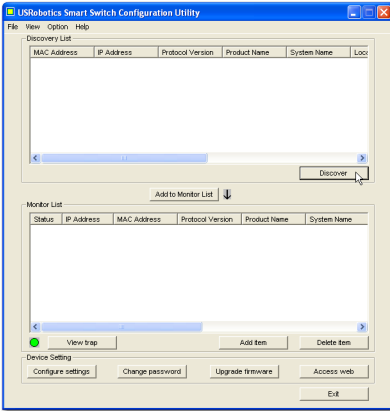 USRobotics Smart Switch Configuration Utility
File View Option Help
Discovery List
MAC Address IP Address Protocol Version Product Name System Name Loca
Discover
Add to Monitor List
Monitor List
Status IP Address MAC Address Protocol Version Product Name System Name
View trap Add item Delete item
Device Setting
Configure settings Change password Upgrade firmware Access web
Exit